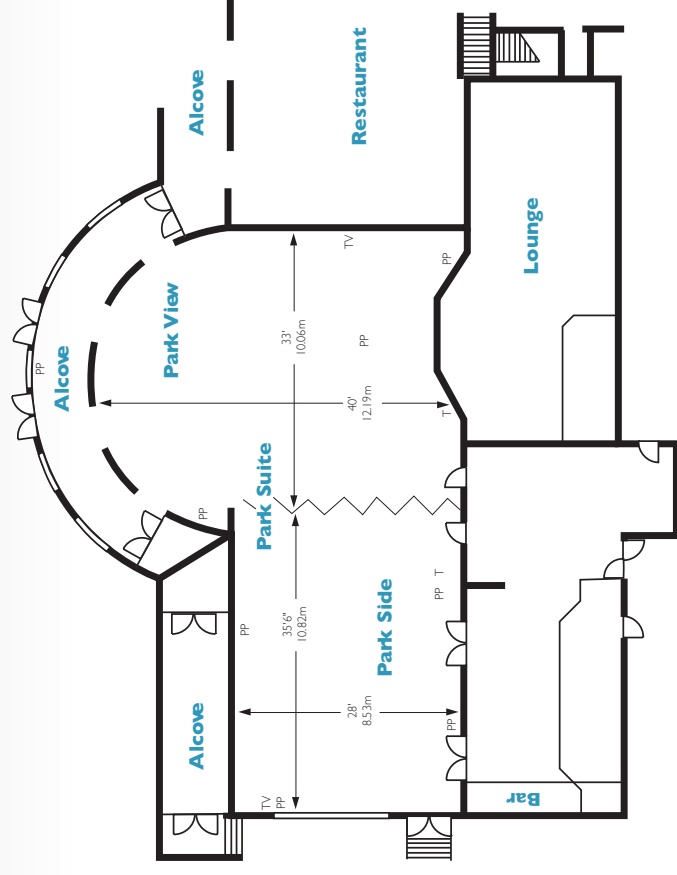 Alcove
Restaurant
Alcove
PP
Park View
TV
PP
Lounge
33'
10.06m
PP
40'
12.19m
T
Park Suite
PP
PP
35'6"
10.82m
PP
T
Park Side
28'
8.53m
PP
Alcove
TV
PP
Bar